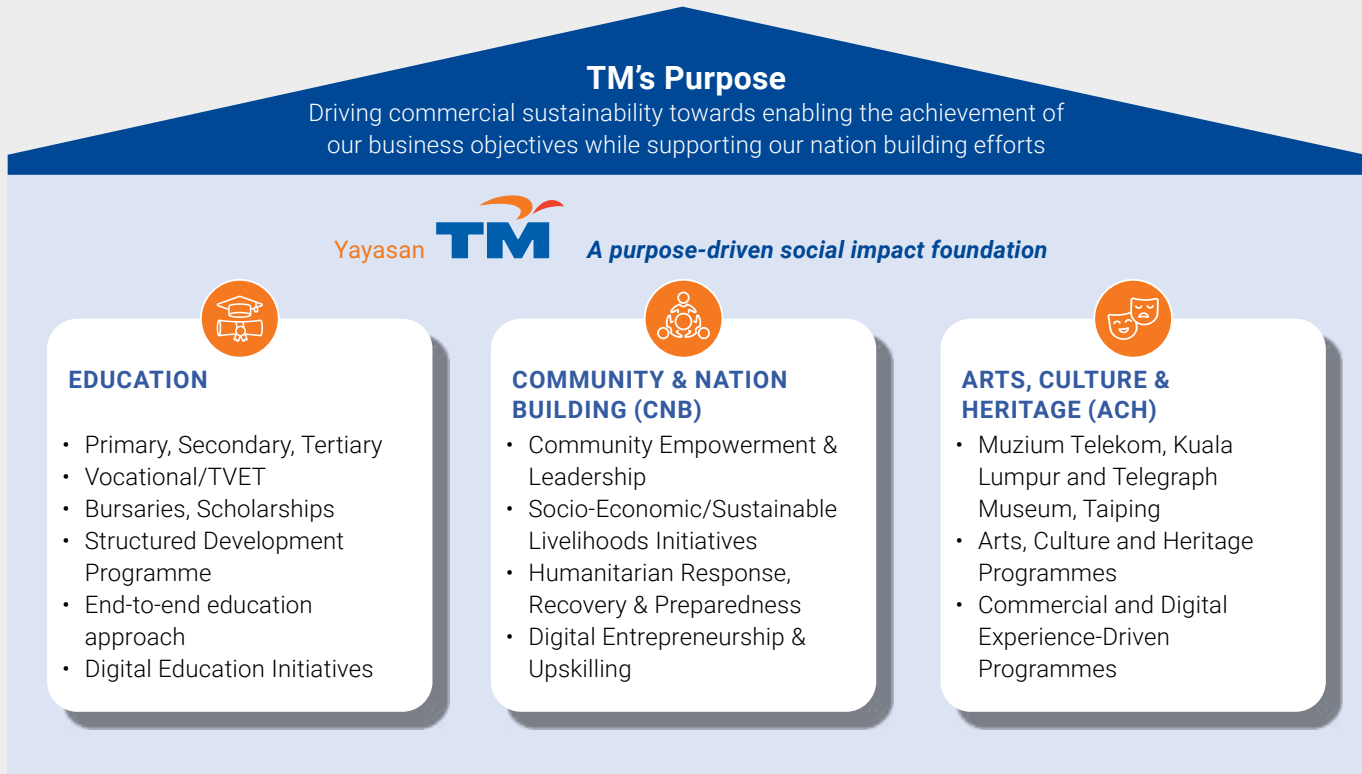 TM's Purpose
Driving commercial sustainability towards enabling the achievement of
our business objectives while supporting our nation building efforts
Yayasan TM A purpose-driven social impact foundation
EDUCATION
• Primary, Secondary, Tertiary
• Vocational/TVET
• Bursaries, Scholarships
• Structured Development
Programme
• End-to-end education
approach
• Digital Education Initiatives
COMMUNITY & NATION
BUILDING (CNB)
• Community Empowerment &
Leadership
• Socio-Economic/Sustainable
Livelihoods Initiatives
• Humanitarian Response,
Recovery & Preparedness
• Digital Entrepreneurship &
Upskilling
ARTS, CULTURE &
HERITAGE (ACH)
• Muzium Telekom, Kuala
Lumpur and Telegraph
Museum, Taiping
• Arts, Culture and Heritage
Programmes
• Commercial and Digital
Experience-Driven
Programmes